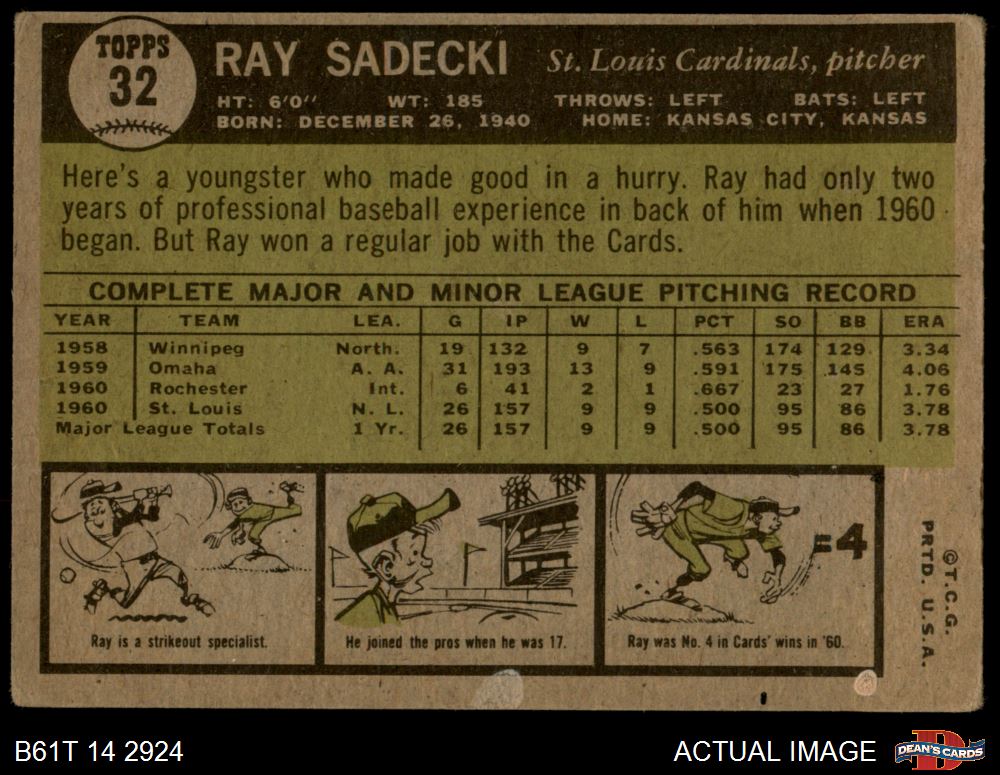 TOPPS
32
RAY SADECKI St. Louis Cardinals, pitcher
HT: 6'0" WT: 185 THROWS: LEFT BATS: LEFT
BORN: DECEMBER 26, 1940 HOME: KANSAS CITY, KANSAS
Here's a youngster who made good in a hurry. Ray had only two
years of professional baseball experience in back of him when 1960
began. But Ray won a regular job with the Cards.
COMPLETE MAJOR AND MINOR LEAGUE PITCHING RECORD
YEAR TEAM LEA. G IP W L PCT SO BB ERA
1958 Winnipeg North. 19 132 9 7 .563 174 129 3.34
1959 Omaha A. A. 31 193 13 9 .591 175 145 4.06
1960 Rochester Int. 6 41 2 1 .667 23 27 1.76
1960 St. Louis N. L. 26 157 9 9 .500 95 86 3.78
Major League Totals 1 Yr. 26 157 9 9 .500 95 86 3.78
=4
Ray is a strikeout specialist.
He joined the pros when he was 17.
Ray was No. 4 in Cards' wins in '60.
©T.C.G.
PRTD. U.S.A.
B61T 14 2924 ACTUAL IMAGE
B
DEAN'S CARDS